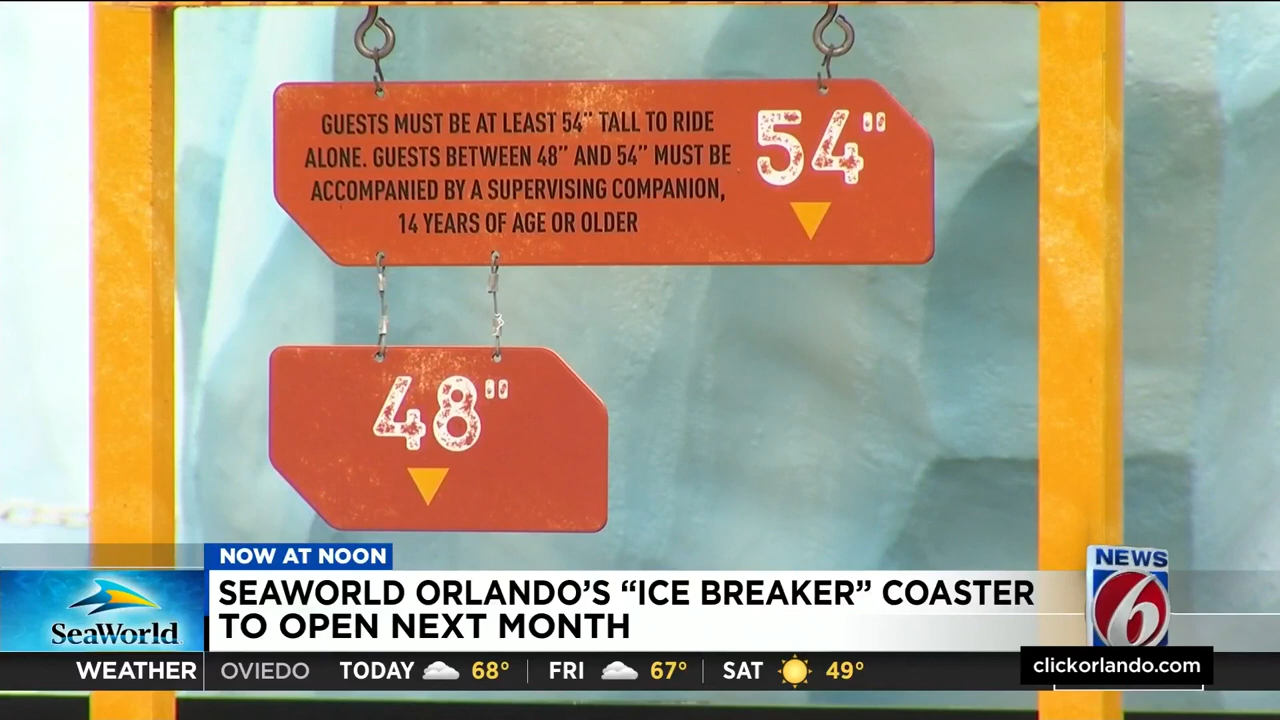 GUESTS MUST BE AT LEAST 54" TALL TO RIDE
ALONE. GUESTS BETWEEN 48" AND 54" MUST BE
ACCOMPANIED BY A SUPERVISING COMPANION,
14 YEARS OF AGE OR OLDER
54"
48"
NOW AT NOON
SEAWORLD ORLANDO'S “ICE BREAKER” COASTER
TO OPEN NEXT MONTH
SeaWorld
NEWS
6
WEATHER OVIEDO TODAY 68° FRI 67° SAT 49°
clickorlando.com